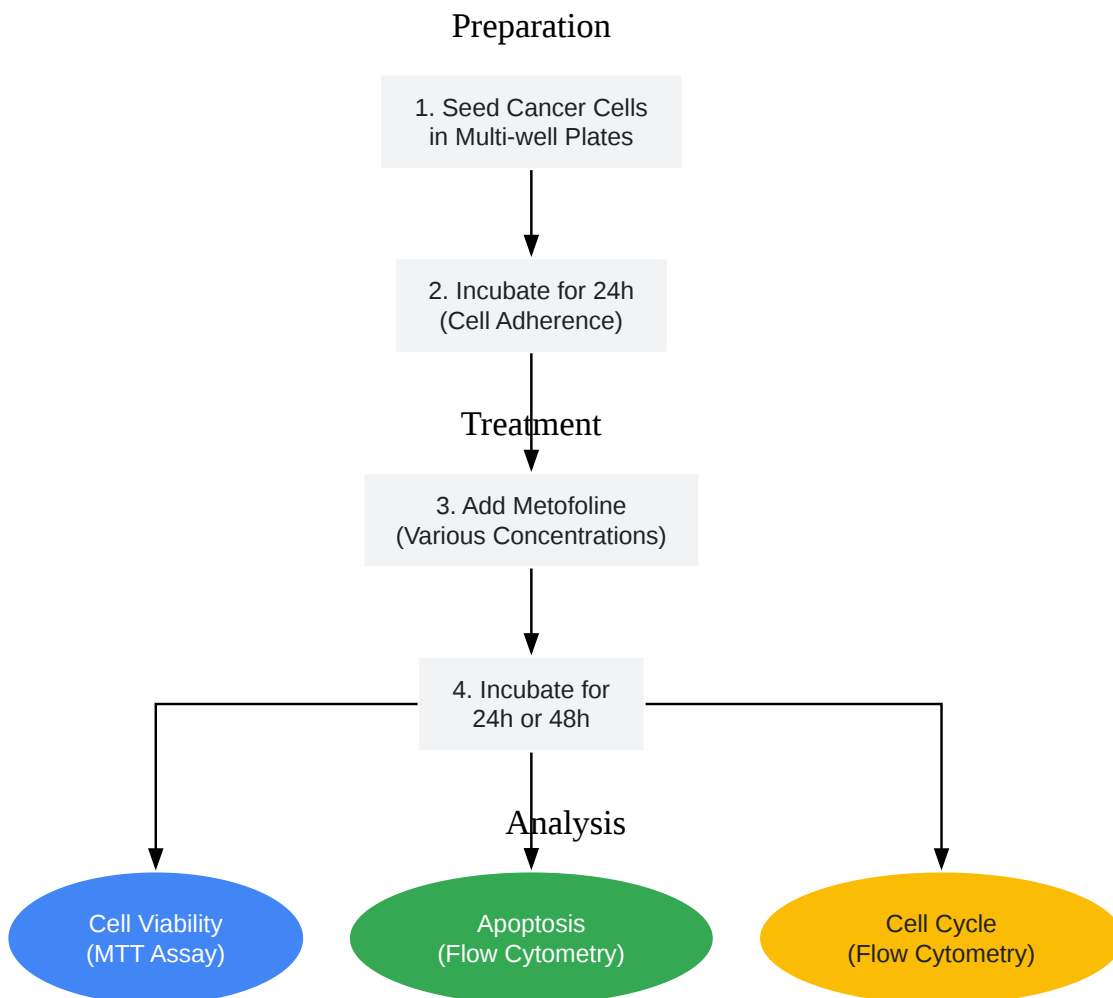 Preparation
1. Seed Cancer Cells
in Multi-well Plates
2. Incubate for 24h
(Cell Adherence)
Treatment
3. Add Metofoline
(Various Concentrations)
4. Incubate for
24h or 48h
Analysis
Cell Viability
(MTT Assay)
Apoptosis
(Flow Cytometry)
Cell Cycle
(Flow Cytometry)